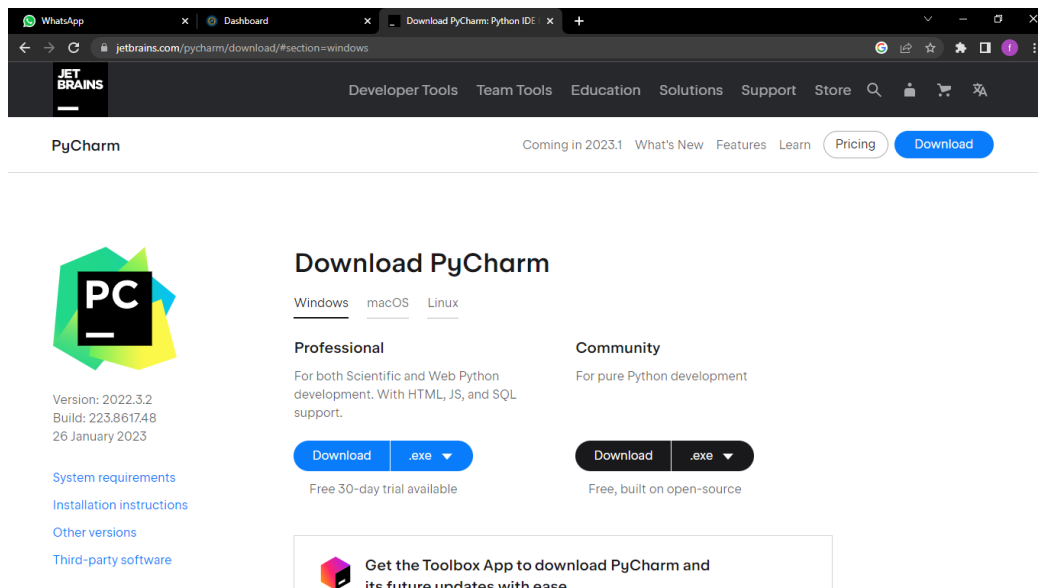 WhatsApp
Dashboard
Download PyCharm: Python IDE
jetbrains.com/pycharm/download/#section=windows
JET
BRAINS
Developer Tools Team Tools Education Solutions Support Store
PyCharm
Coming in 2023.1 What's New Features Learn Pricing Download
PC
Download PyCharm
Windows macOS Linux
Professional
For both Scientific and Web Python
development. With HTML, JS, and SQL
support.
Download .exe
Free 30-day trial available
Community
For pure Python development
Download .exe
Free, built on open-source
Version: 2022.3.2
Build: 223.8617.48
26 January 2023
System requirements
Installation instructions
Other versions
Third-party software
Get the Toolbox App to download PyCharm and
its future updates with ease